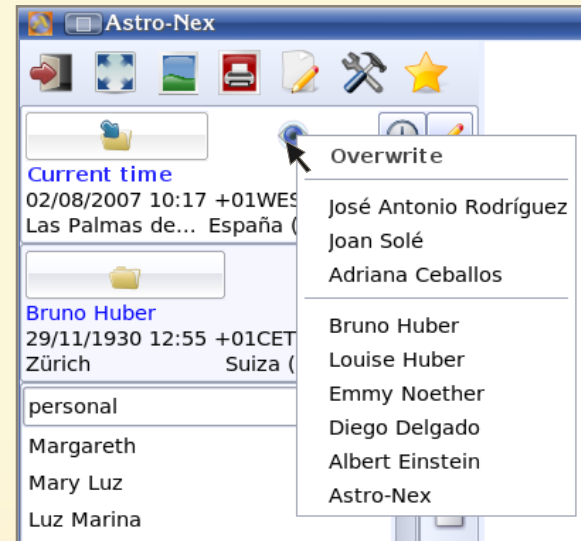 Astro-Nex
Current time
02/08/2007 10:17 +01WES
Las Palmas de... España (
Bruno Huber
29/11/1930 12:55 +01CET
Zürich Suiza (
personal
Margareth
Mary Luz
Luz Marina
Overwrite
José Antonio Rodríguez
Joan Solé
Adriana Ceballos
Bruno Huber
Louise Huber
Emmy Noether
Diego Delgado
Albert Einstein
Astro-Nex